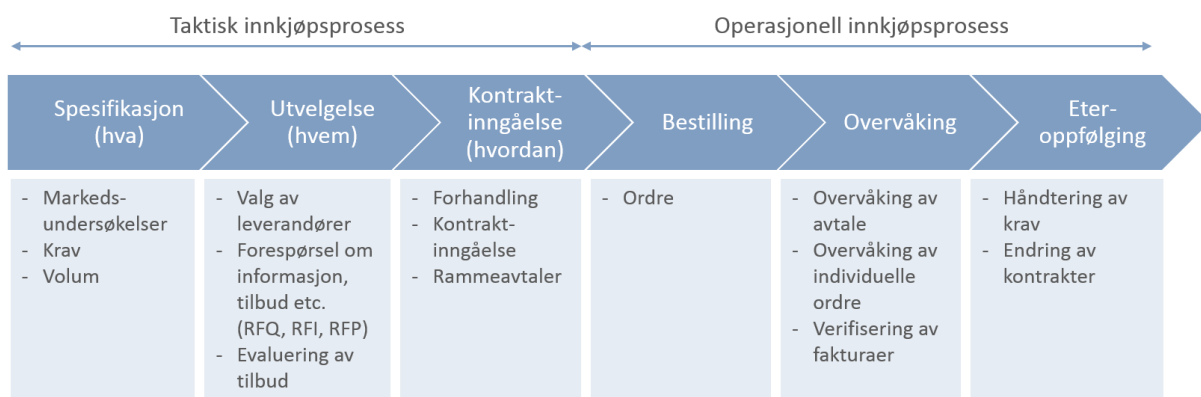 Taktisk innkjøpsprosess
Operasjonell innkjøpsprosess
Spesifikasjon
(hva)
Utvelgelse
(hvem)
Kontrakt-
inngåelse
(hvordan)
Bestilling
Overvåking
Eter-
oppfølging
- Markeds-
undersøkelser
- Krav
- Volum
- Valg av
leverandører
- Forespørsel om
informasjon,
tilbud etc.
(RFQ, RFI, RFP)
- Evaluering av
tilbud
- Forhandling
- Kontrakt-
inngåelse
- Rammeavtaler
- Ordre
- Overvåking av
avtale
- Overvåking av
individuelle
ordre
- Verifisering av
fakturaer
- Håndtering av
krav
- Endring av
kontrakter